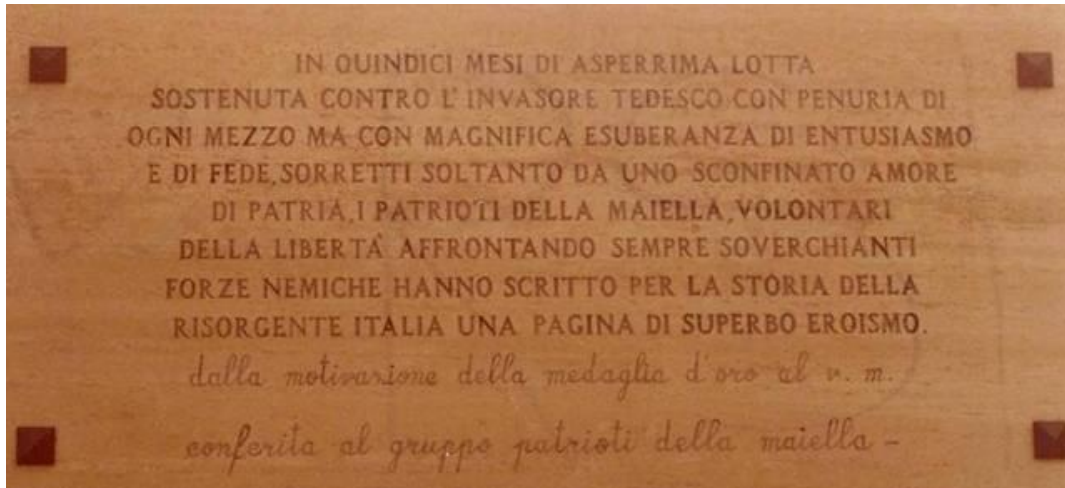 IN QUINDICI MESI DI ASPERRIMA LOTTA
SOSTENUTA CONTRO L'INVASORE TEDESCO CON PENURIA DI
OGNI MEZZO MA CON MAGNIFICA ESUBERANZA DI ENTUSIASMO
E DI FEDE, SORRETTI SOLTANTO DA UNO SCONFINATO AMORE
DI PATRIA, I PATRIOTI DELLA MAIELLA, VOLONTARI
DELLA LIBERTÀ AFFRONTANDO SEMPRE SOVERCHIANTI
FORZE NEMICHE HANNO SCRITTO PER LA STORIA DELLA
RISORGENTE ITALIA UNA PAGINA DI SUPERBO EROISMO.
dalla motivazione della medaglia d'oro al v. m.
conferita al gruppo patrioti della maiella -